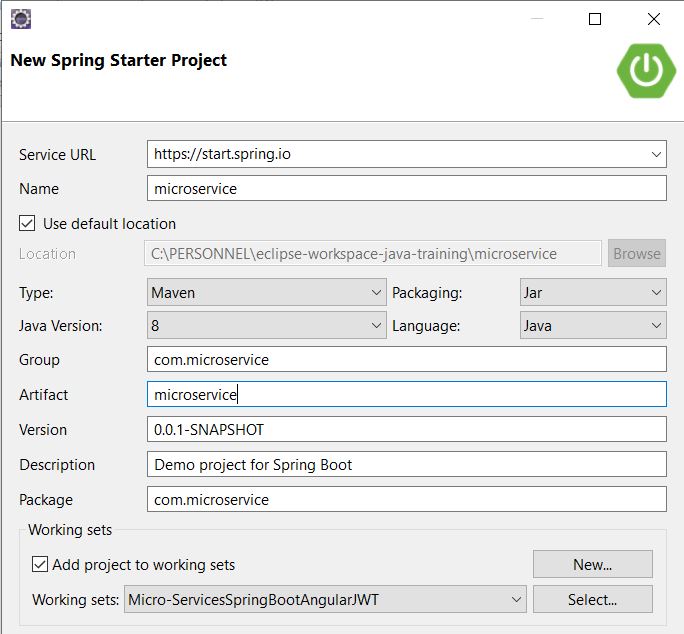 New Spring Starter Project
Service URL https://start.spring.io
Name microservice
Use default location
Location C:\PERSONNEL\eclipse-workspace-java-training\microservice Browse
Type: Maven Packaging: Jar
Java Version: 8 Language: Java
Group com.microservice
Artifact microservice
Version 0.0.1-SNAPSHOT
Description Demo project for Spring Boot
Package com.microservice
Working sets
Add project to working sets New...
Working sets: Micro-ServicesSpringBootAngularJWT Select...